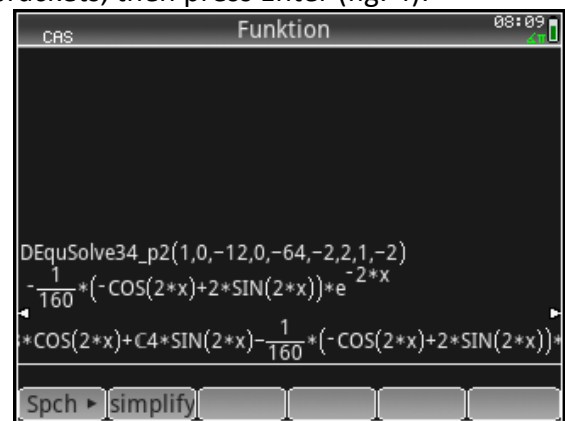 brackets, then press Enter (fig. 4).
CAS Funktion 08:09
∡π
DEquSolve34_p2(1,0,−12,0,−64,−2,2,1,−2)
-1/160*(-COS(2*x)+2*SIN(2*x))*e^-2*x
*COS(2*x)+C4*SIN(2*x)−1/160*(-COS(2*x)+2*SIN(2*x))*
Spch ► simplify